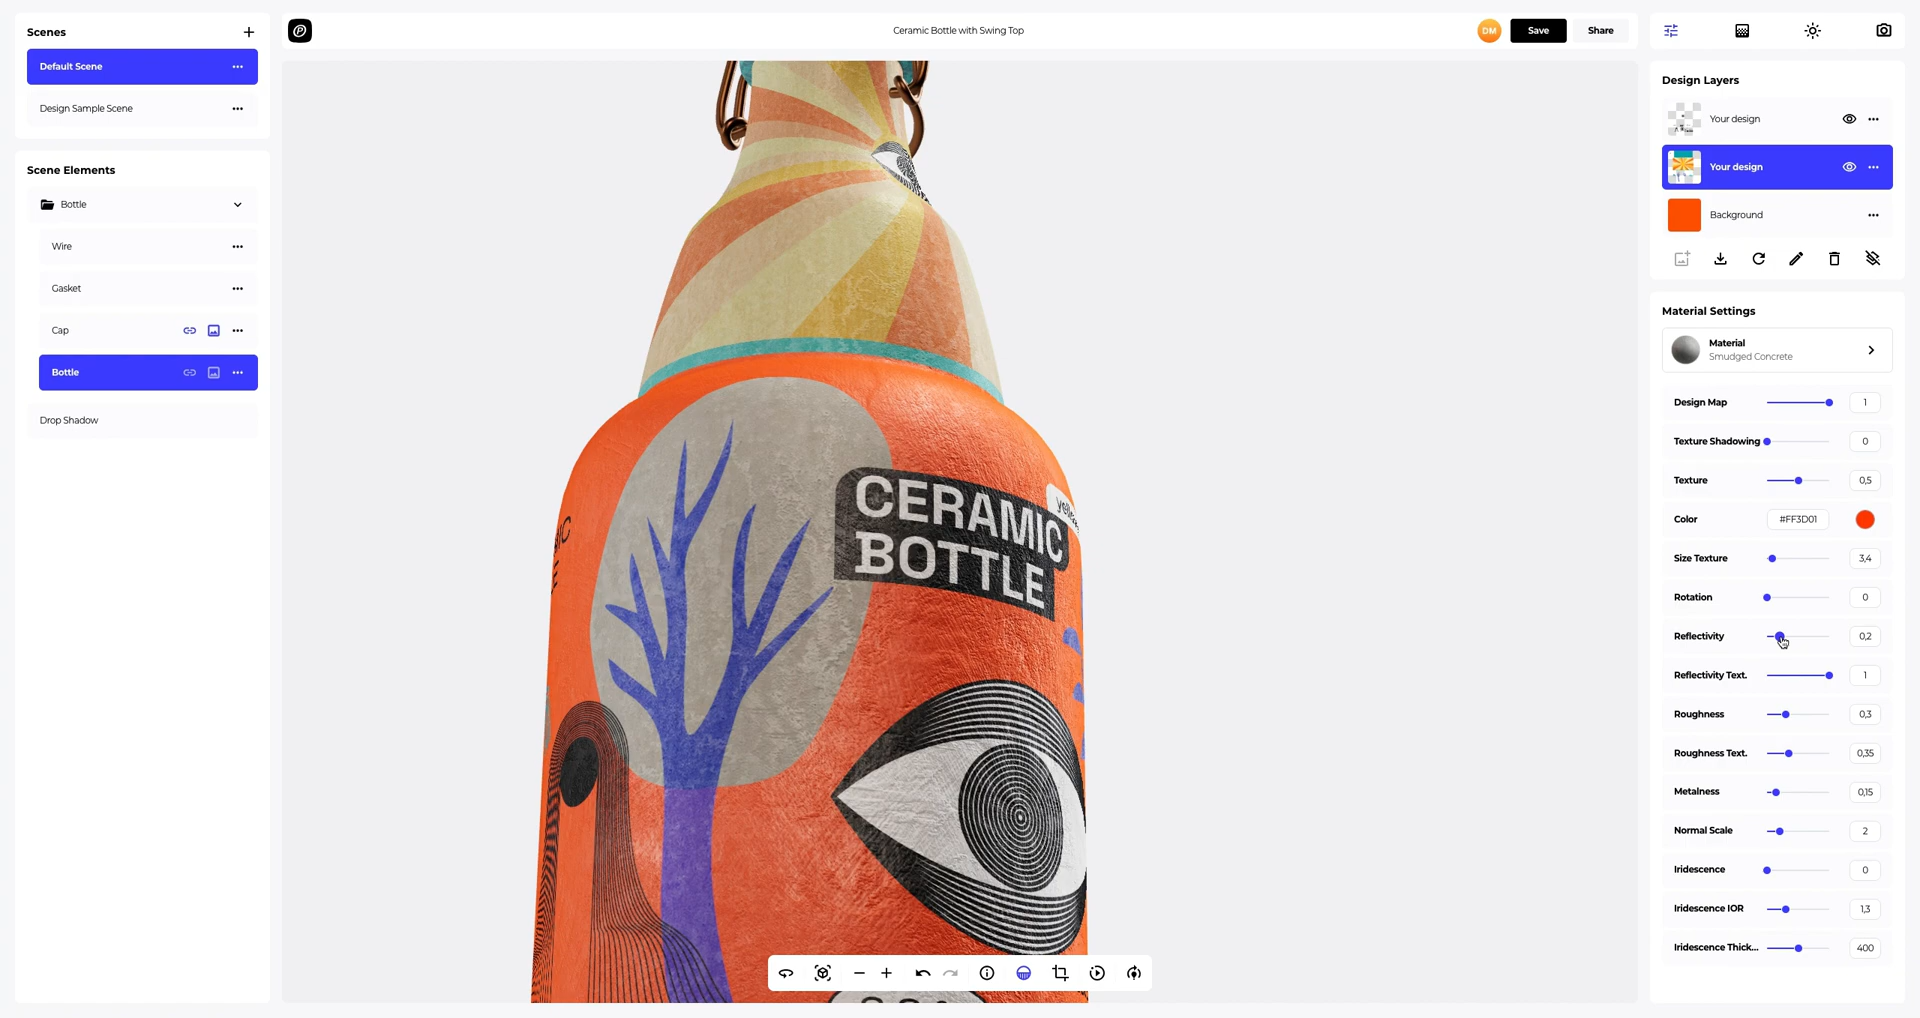 Scenes
Default Scene
Design Sample Scene
Scene Elements
Bottle
Wire
Gasket
Cap
Bottle
Drop Shadow
Ceramic Bottle with Swing Top
DM
Save
Share
CERAMIC
BOTTLE
Design Layers
Your design
Your design
Background
Material Settings
Material
Smudged Concrete
Design Map 1
Texture Shadowing 0
Texture 0,5
Color #FF3D01
Size Texture 3,4
Rotation 0
Reflectivity 0,2
Reflectivity Text. 1
Roughness 0,3
Roughness Text. 0,35
Metalness 0,15
Normal Scale 2
Iridescence 0
Iridescence IOR 1,3
Iridescence Thick... 400